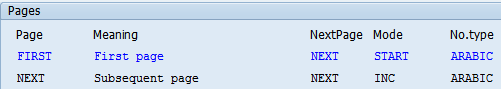 Pages
Page Meaning NextPage Mode No.type
FIRST First page NEXT START ARABIC
NEXT Subsequent page NEXT INC ARABIC